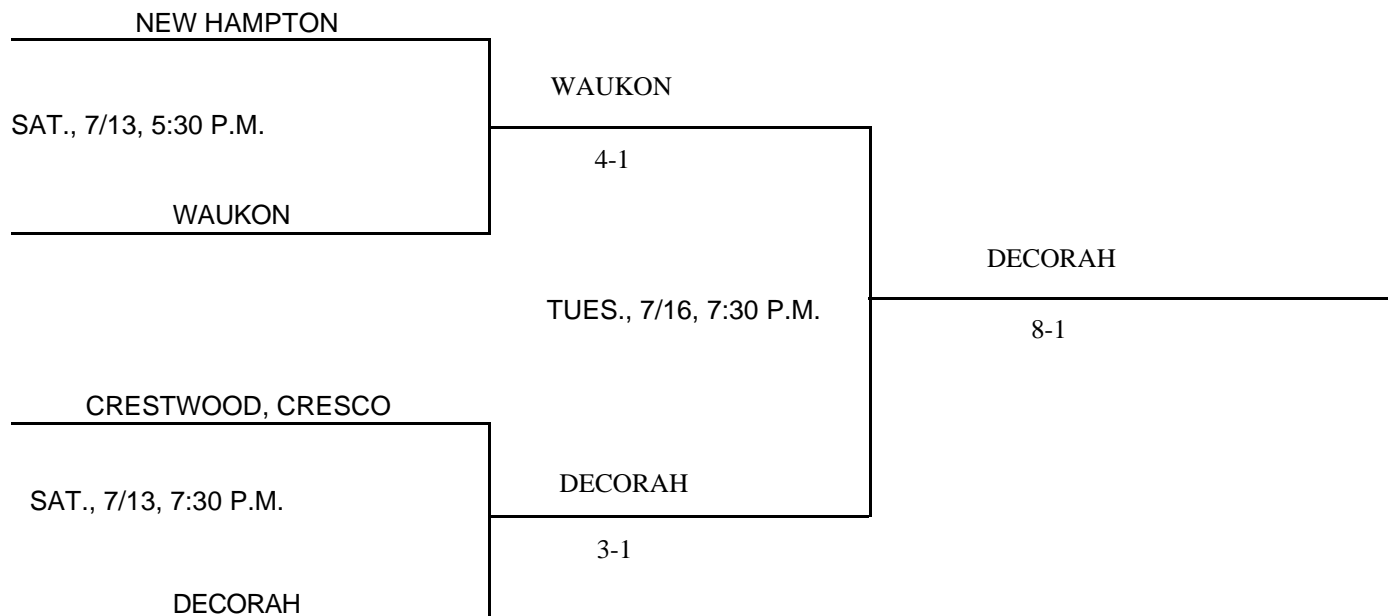 NEW HAMPTON
WAUKON
SAT., 7/13, 5:30 P.M.
4-1
WAUKON
DECORAH
TUES., 7/16, 7:30 P.M.
8-1
CRESTWOOD, CRESCO
DECORAH
SAT., 7/13, 7:30 P.M.
3-1
DECORAH